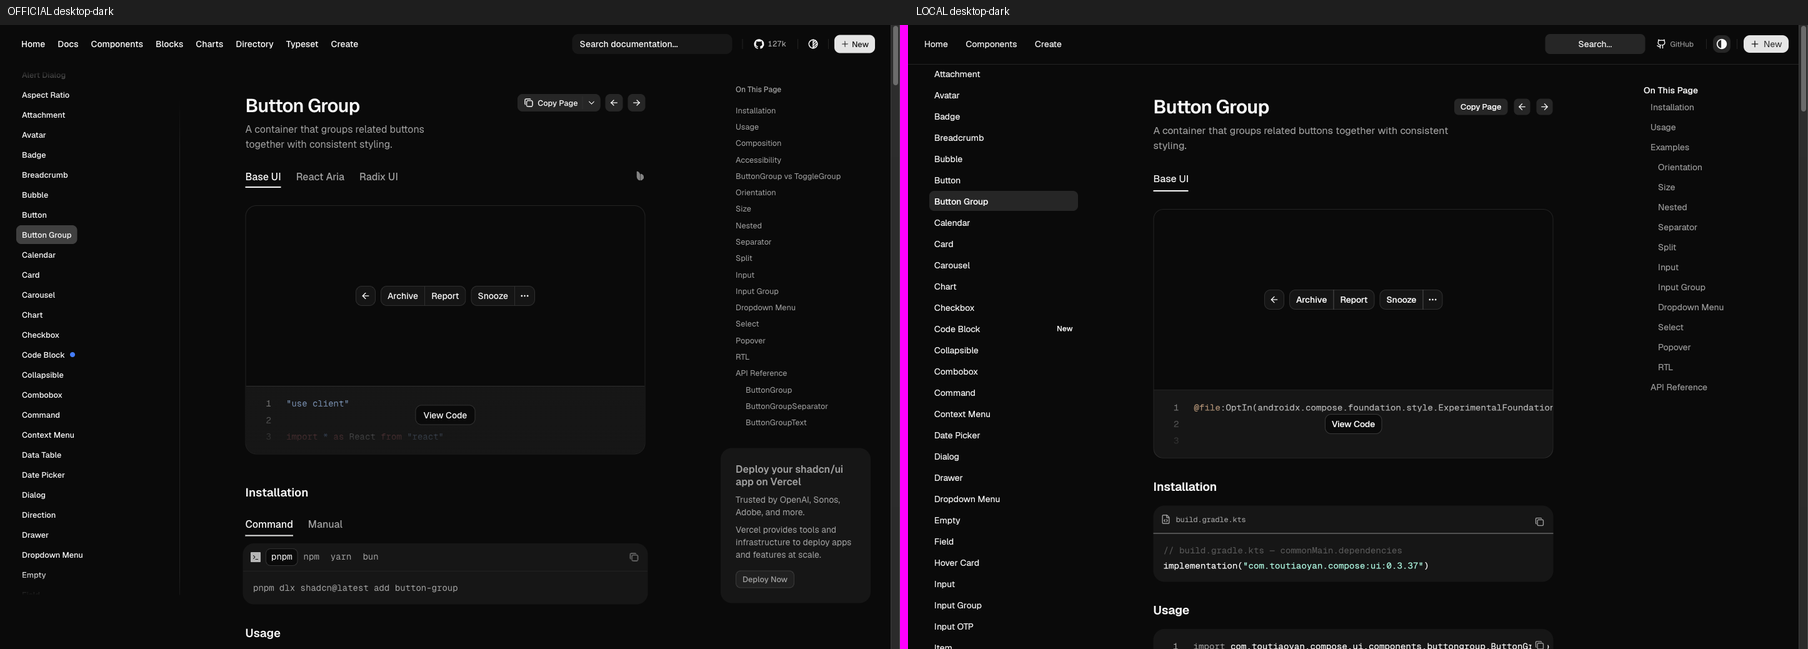 OFFICIAL desktop-dark
Home Docs Components Blocks Charts Directory Typeset Create
Search documentation...
127k
New
Alert Dialog
Aspect Ratio
Attachment
Avatar
Badge
Breadcrumb
Bubble
Button
Button Group
Calendar
Card
Carousel
Chart
Checkbox
Code Block
Collapsible
Combobox
Command
Context Menu
Data Table
Date Picker
Dialog
Direction
Drawer
Dropdown Menu
Empty
Button Group
Copy Page
A container that groups related buttons
together with consistent styling.
Base UI React Aria Radix UI
Archive Report Snooze
1 "use client"
2
3 import * as React from "react"
View Code
Installation
Command Manual
pnpm npm yarn bun
pnpm dlx shadcn@latest add button-group
Usage
On This Page
Installation
Usage
Composition
Accessibility
ButtonGroup vs ToggleGroup
Orientation
Size
Nested
Separator
Split
Input
Input Group
Dropdown Menu
Select
Popover
RTL
API Reference
ButtonGroup
ButtonGroupSeparator
ButtonGroupText
Deploy your shadcn/ui
app on Vercel
Trusted by OpenAI, Sonos,
Adobe, and more.
Vercel provides tools and
infrastructure to deploy apps
and features at scale.
Deploy Now
LOCAL desktop-dark
Home Components Create
Search...
GitHub
New
Attachment
Avatar
Badge
Breadcrumb
Bubble
Button
Button Group
Calendar
Card
Carousel
Chart
Checkbox
Code Block New
Collapsible
Combobox
Command
Context Menu
Date Picker
Dialog
Drawer
Dropdown Menu
Empty
Field
Hover Card
Input
Input Group
Input OTP
Item
Button Group
Copy Page
A container that groups related buttons together with consistent
styling.
Base UI
Archive Report Snooze
1 @file:OptIn(androidx.compose.foundation.style.ExperimentalFoundation
2
3
View Code
Installation
build.gradle.kts
// build.gradle.kts — commonMain.dependencies
implementation("com.toutiaoyan.compose:ui:0.3.37")
Usage
1 import com.toutiaoyan.compose.ui.components.buttongroup.ButtonGr
On This Page
Installation
Usage
Examples
Orientation
Size
Nested
Separator
Split
Input
Input Group
Dropdown Menu
Select
Popover
RTL
API Reference